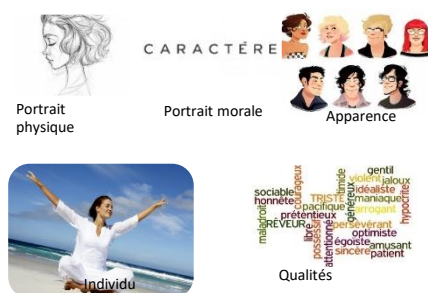 CARACTÉRE
Portrait
physique
Portrait morale
Apparence
Individu
gentil
violent
jaloux
timide
courageux
sociable
honnête
TRISTE
idéaliste
maniaque
pacifique
généreux
arrogant
hypocrite
prétentieux
maladroit
RÊVEUR
libre
possessif
attentionné
persévérant
optimiste
égoïste
amusant
sincère
patient
Qualités